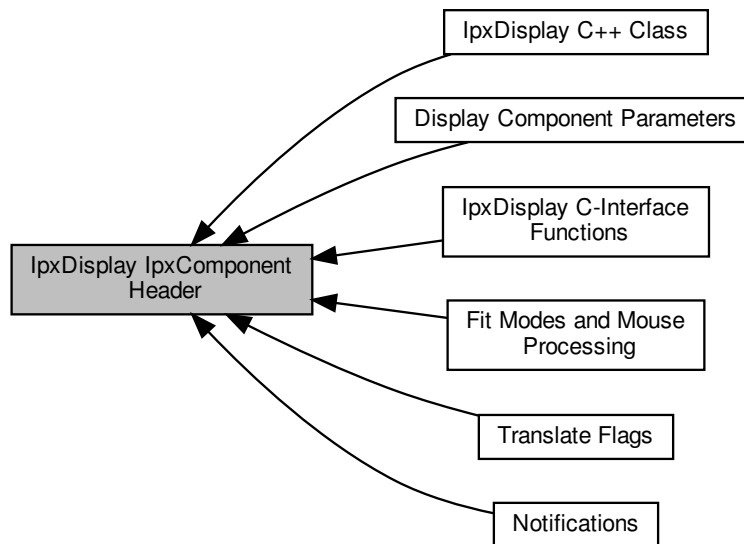 IpxDisplay C++ Class
Display Component Parameters
IpxDisplay C-Interface
Functions
IpxDisplay IpxComponent
Header
Fit Modes and Mouse
Processing
Translate Flags
Notifications